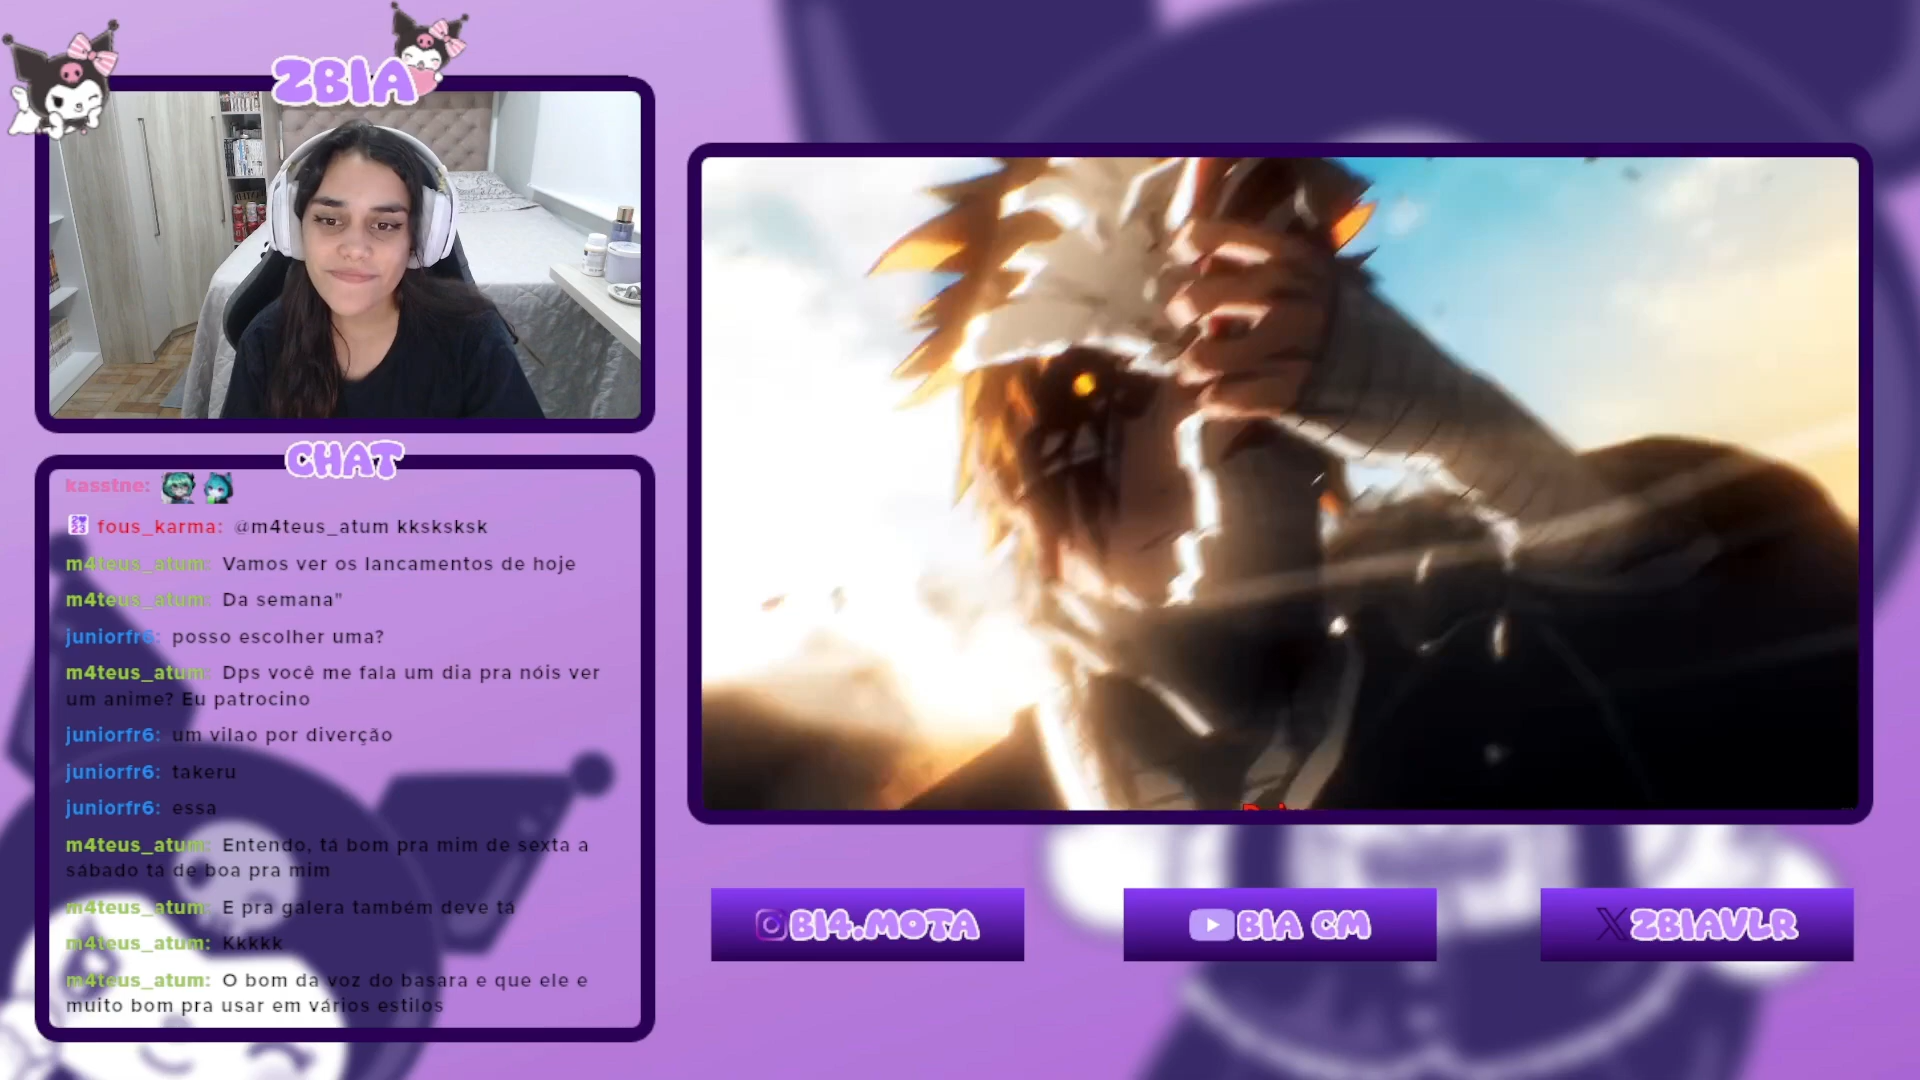 ZBIA
CHAT
kasstne:
fous_karma: @m4teus_atum kksksksk
m4teus_atum: Vamos ver os lancamentos de hoje
m4teus_atum: Da semana"
juniorfr6: posso escolher uma?
m4teus_atum: Dps você me fala um dia pra nóis ver
um anime? Eu patrocino
juniorfr6: um vilao por diverção
juniorfr6: takeru
juniorfr6: essa
m4teus_atum: Entendo, tá bom pra mim de sexta a
sábado tá de boa pra mim
m4teus_atum: E pra galera também deve tá
m4teus_atum: Kkkkk
m4teus_atum: O bom da voz do basara e que ele e
muito bom pra usar em vários estilos
BI4.MOTA
BIA CM
ZBIAVLR